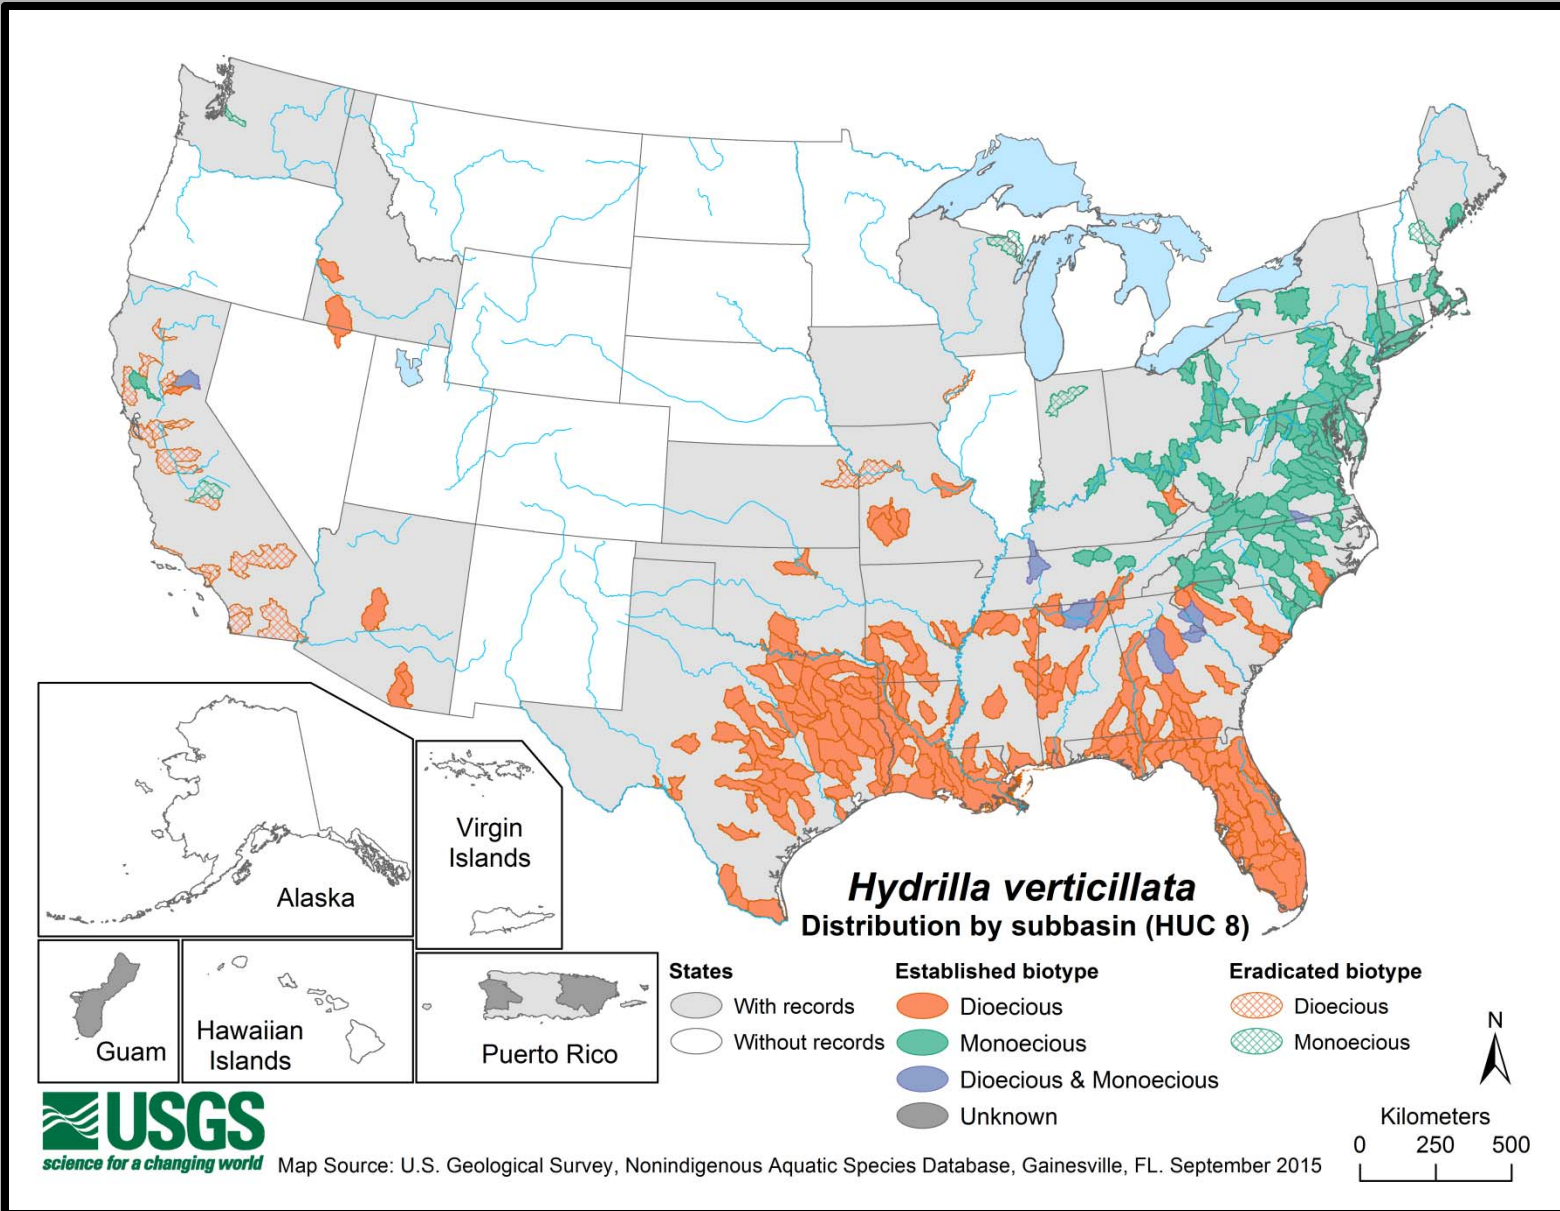 Alaska
Virgin
Islands
Guam
Hawaiian
Islands
Puerto Rico
Hydrilla verticillata
Distribution by subbasin (HUC 8)
States
With records
Without records
Established biotype
Dioecious
Monoecious
Dioecious & Monoecious
Unknown
Eradicated biotype
Dioecious
Monoecious
N
Kilometers
0 250 500
USGS
science for a changing world
Map Source: U.S. Geological Survey, Nonindigenous Aquatic Species Database, Gainesville, FL. September 2015